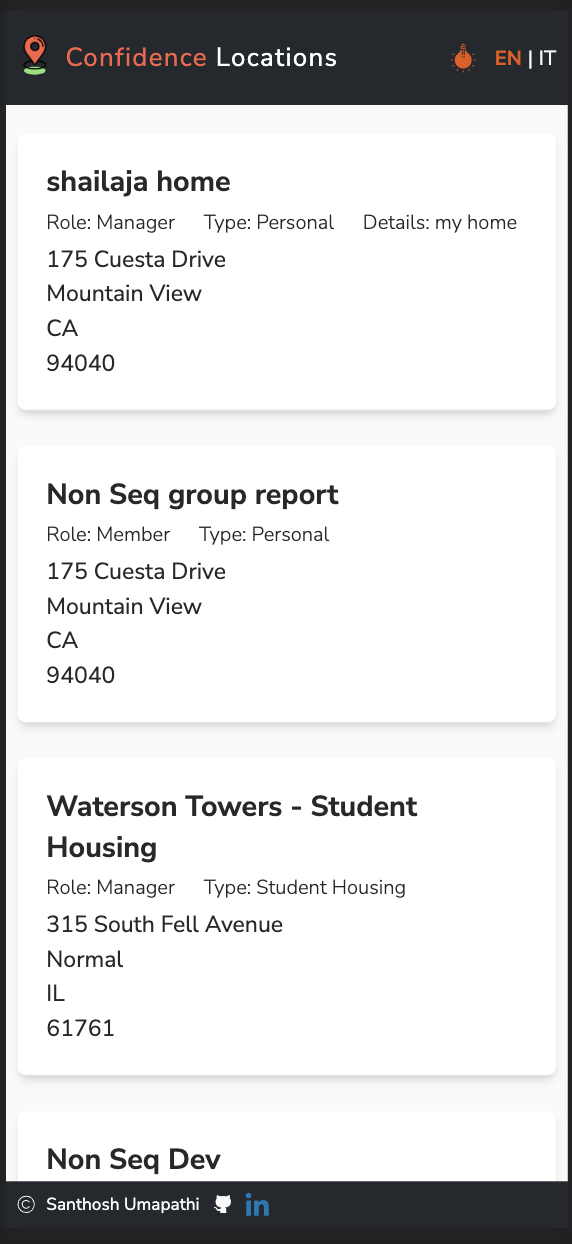 Confidence Locations
EN | IT
shailaja home
Role: Manager Type: Personal Details: my home
175 Cuesta Drive
Mountain View
CA
94040
Non Seq group report
Role: Member Type: Personal
175 Cuesta Drive
Mountain View
CA
94040
Waterson Towers - Student
Housing
Role: Manager Type: Student Housing
315 South Fell Avenue
Normal
IL
61761
Non Seq Dev
© Santhosh Umapathi in